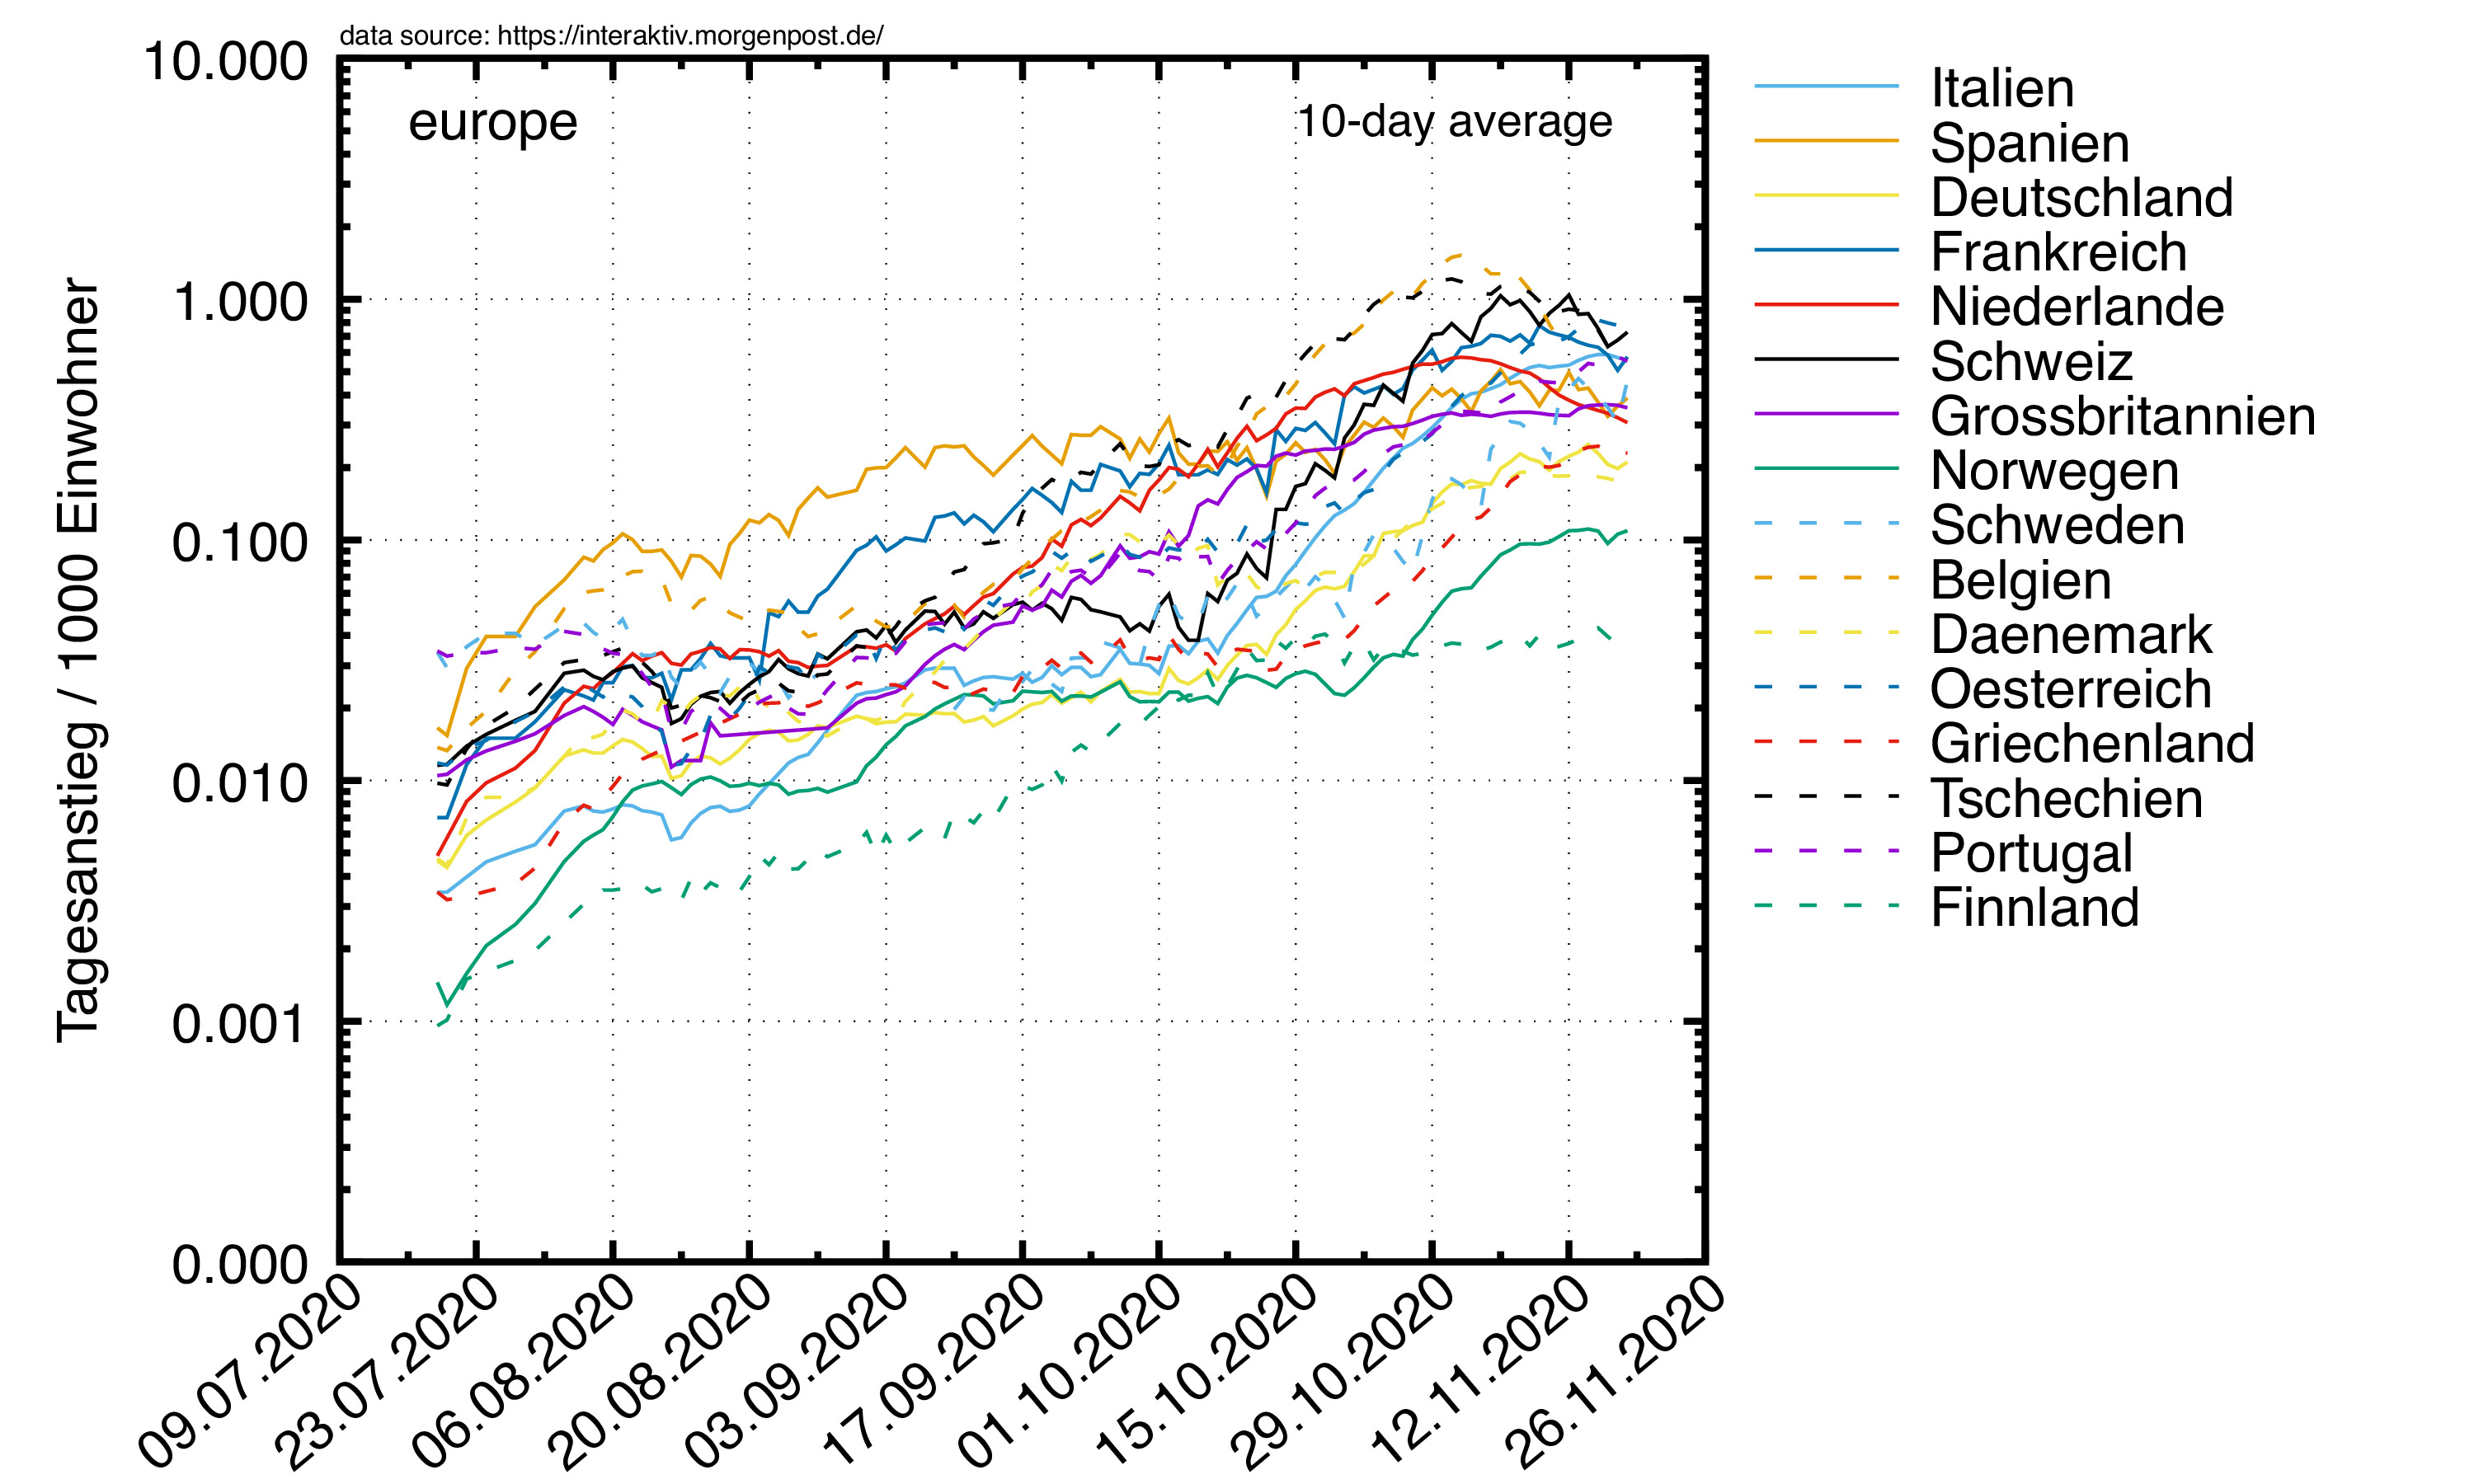 data source: https://interaktiv.morgenpost.de/
europe
10-day average
Tagesanstieg / 1000 Einwohner
10.000
1.000
0.100
0.010
0.001
0.000
09.07.2020
23.07.2020
06.08.2020
20.08.2020
03.09.2020
17.09.2020
01.10.2020
15.10.2020
29.10.2020
12.11.2020
26.11.2020
Italien
Spanien
Deutschland
Frankreich
Niederlande
Schweiz
Grossbritannien
Norwegen
Schweden
Belgien
Daenemark
Oesterreich
Griechenland
Tschechien
Portugal
Finnland